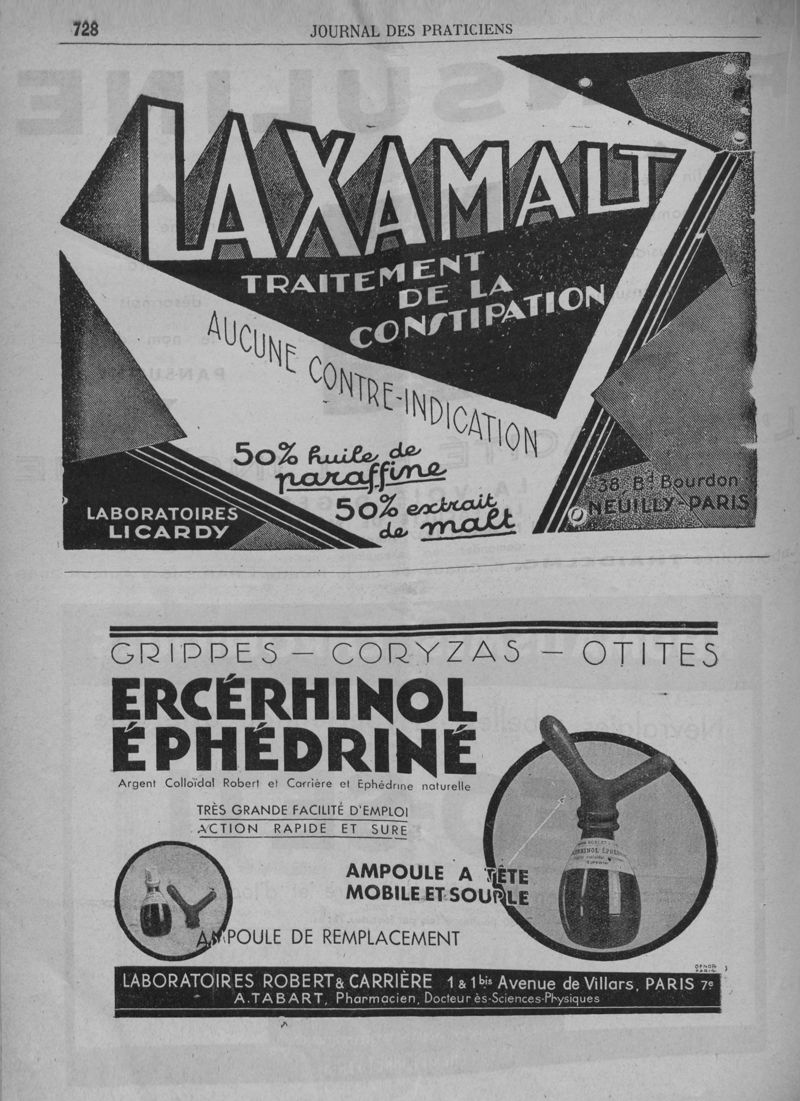 728
JOURNAL DES PRATICIENS
LAXAMALT
TRAITEMENT
DE LA
CONSTIPATION
AUCUNE CONTRE-INDICATION
50% huile de
paraffine
50% extrait
de malt
LABORATOIRES
LICARDY
38 Bd Bourdon
NEUILLY-PARIS
GRIPPES — CORYZAS — OTITES
ERCÉRHINOL
ÉPHÉDRINÉ
Argent Colloïdal Robert et Carrière et Ephédrine naturelle
TRÈS GRANDE FACILITÉ D'EMPLOI
ACTION RAPIDE ET SURE
AMPOULE A TÊTE
MOBILE ET SOUPLE
AMPOULE DE REMPLACEMENT
LABORATOIRES ROBERT & CARRIÈRE 1 & 1bis Avenue de Villars, PARIS 7e
A. TABART, Pharmacien, Docteur ès-Sciences-Physiques